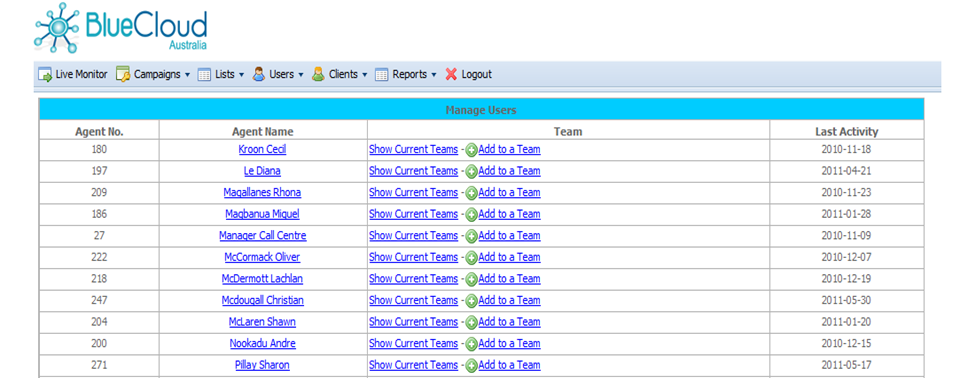 BlueCloud
Australia
Live Monitor Campaigns Lists Users Clients Reports Logout
Manage Users
Agent No. Agent Name Team Last Activity
180 Kroon Cecil Show Current Teams - Add to a Team 2010-11-18
197 Le Diana Show Current Teams - Add to a Team 2011-04-21
209 Magallanes Rhona Show Current Teams - Add to a Team 2010-11-23
186 Magbanua Miguel Show Current Teams - Add to a Team 2011-01-28
27 Manager Call Centre Show Current Teams - Add to a Team 2010-11-09
222 McCormack Oliver Show Current Teams - Add to a Team 2010-12-07
218 McDermott Lachlan Show Current Teams - Add to a Team 2010-12-19
247 Mcdougall Christian Show Current Teams - Add to a Team 2011-05-30
204 McLaren Shawn Show Current Teams - Add to a Team 2011-01-20
200 Nookadu Andre Show Current Teams - Add to a Team 2010-12-15
271 Pillay Sharon Show Current Teams - Add to a Team 2011-05-17